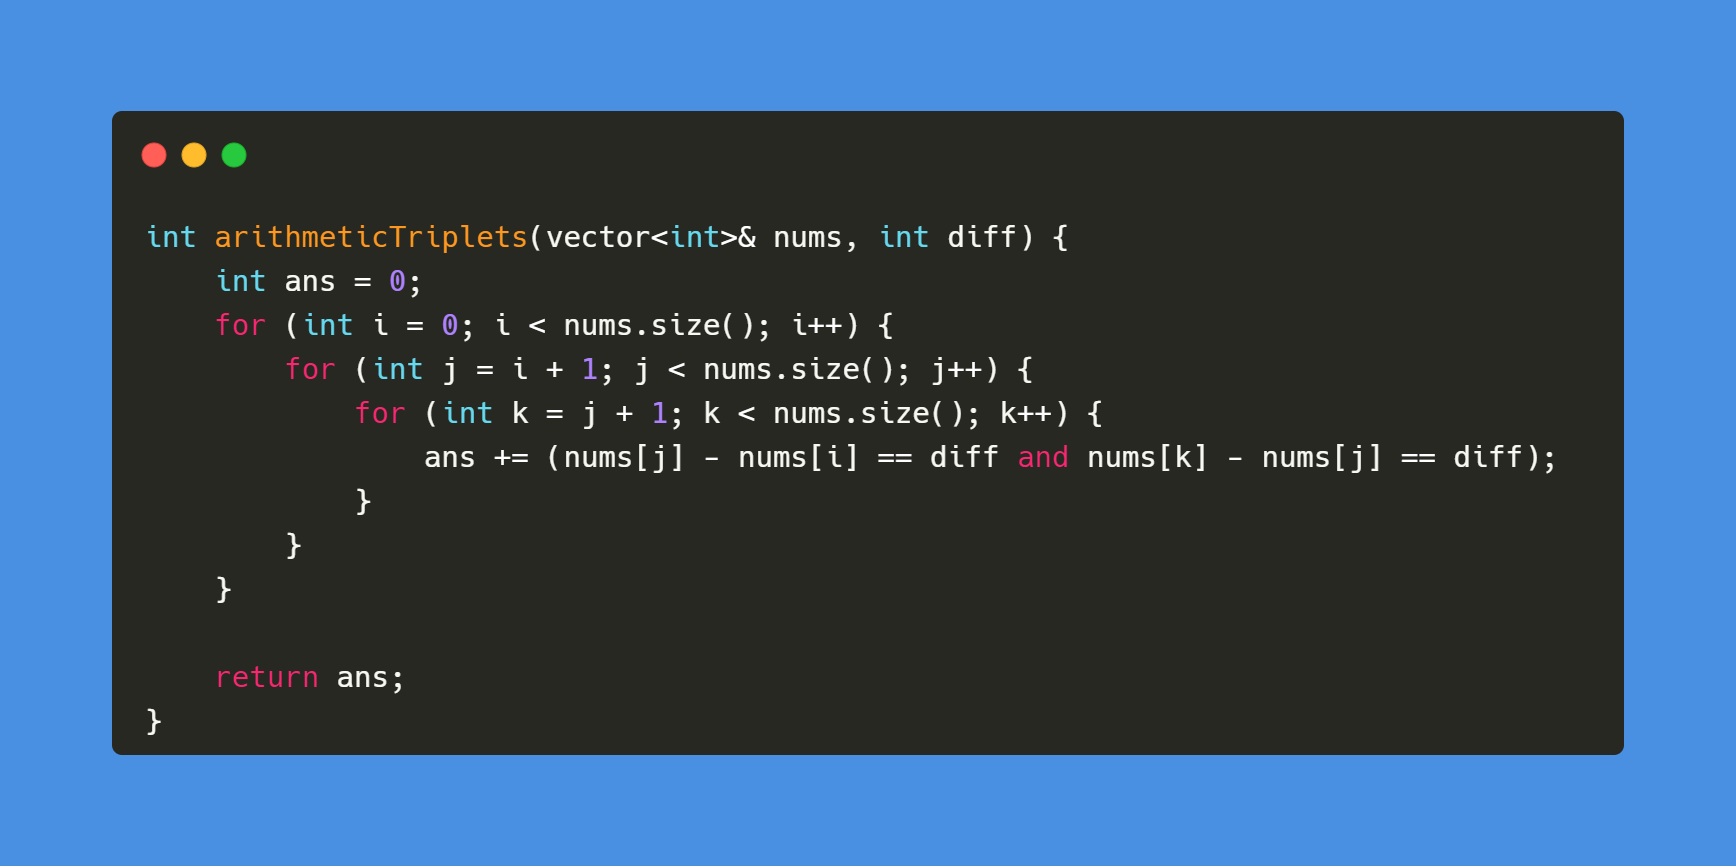 int arithmeticTriplets(vector<int>& nums, int diff) {
    int ans = 0;
    for (int i = 0; i < nums.size(); i++) {
        for (int j = i + 1; j < nums.size(); j++) {
            for (int k = j + 1; k < nums.size(); k++) {
                ans += (nums[j] - nums[i] == diff and nums[k] - nums[j] == diff);
            }
        }
    }

    return ans;
}